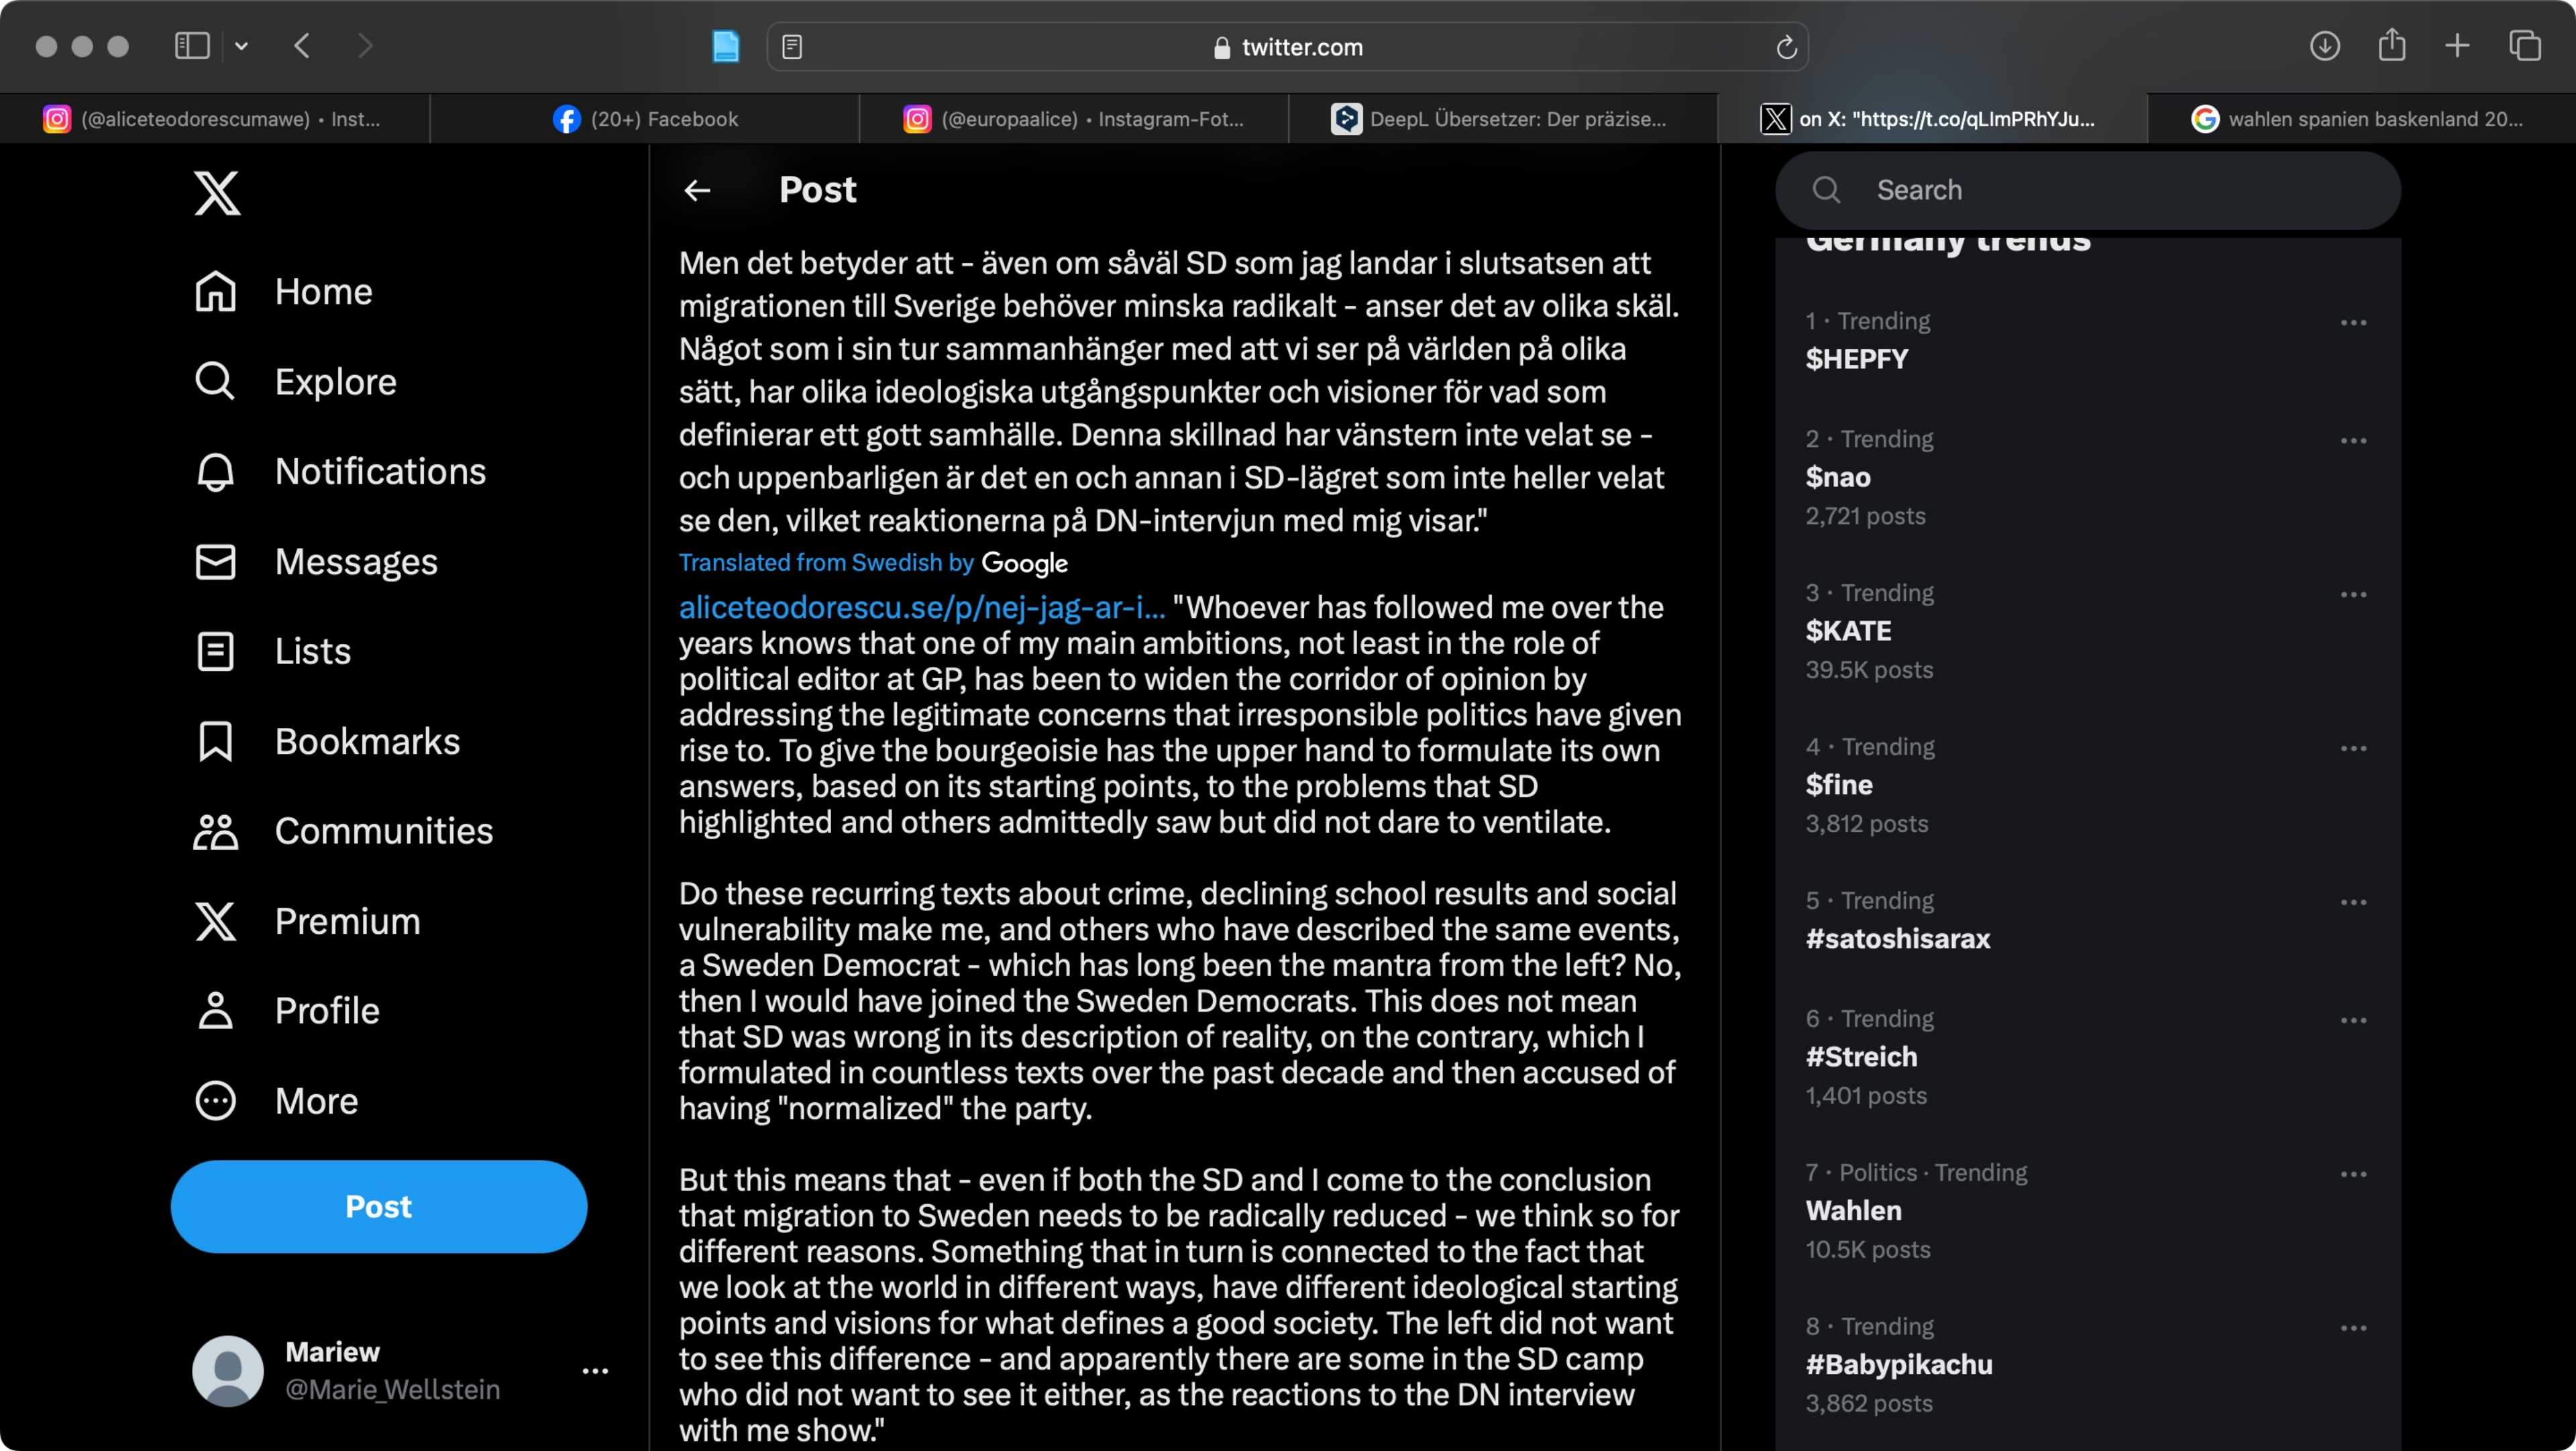 twitter.com
(@aliceteodorescumawe) • Inst...
(20+) Facebook
(@europaalice) • Instagram-Fot...
DeepL Übersetzer: Der präzise...
on X: "https://t.co/qLImPRhYJu...
wahlen spanien baskenland 20...
Home
Explore
Notifications
Messages
Lists
Bookmarks
Communities
Premium
Profile
More
Post
Mariew
@Marie_Wellstein
Post
Men det betyder att - även om såväl SD som jag landar i slutsatsen att
migrationen till Sverige behöver minska radikalt - anser det av olika skäl.
Något som i sin tur sammanhänger med att vi ser på världen på olika
sätt, har olika ideologiska utgångspunkter och visioner för vad som
definierar ett gott samhälle. Denna skillnad har vänstern inte velat se -
och uppenbarligen är det en och annan i SD-lägret som inte heller velat
se den, vilket reaktionerna på DN-intervjun med mig visar."
Translated from Swedish by Google
aliceteodorescu.se/p/nej-jag-ar-i... "Whoever has followed me over the
years knows that one of my main ambitions, not least in the role of
political editor at GP, has been to widen the corridor of opinion by
addressing the legitimate concerns that irresponsible politics have given
rise to. To give the bourgeoisie has the upper hand to formulate its own
answers, based on its starting points, to the problems that SD
highlighted and others admittedly saw but did not dare to ventilate.
Do these recurring texts about crime, declining school results and social
vulnerability make me, and others who have described the same events,
a Sweden Democrat - which has long been the mantra from the left? No,
then I would have joined the Sweden Democrats. This does not mean
that SD was wrong in its description of reality, on the contrary, which I
formulated in countless texts over the past decade and then accused of
having "normalized" the party.
But this means that - even if both the SD and I come to the conclusion
that migration to Sweden needs to be radically reduced - we think so for
different reasons. Something that in turn is connected to the fact that
we look at the world in different ways, have different ideological starting
points and visions for what defines a good society. The left did not want
to see this difference - and apparently there are some in the SD camp
who did not want to see it either, as the reactions to the DN interview
with me show."
Search
Germany trends
1 · Trending
$HEPFY
2 · Trending
$nao
2,721 posts
3 · Trending
$KATE
39.5K posts
4 · Trending
$fine
3,812 posts
5 · Trending
#satoshisarax
6 · Trending
#Streich
1,401 posts
7 · Politics · Trending
Wahlen
10.5K posts
8 · Trending
#Babypikachu
3,862 posts